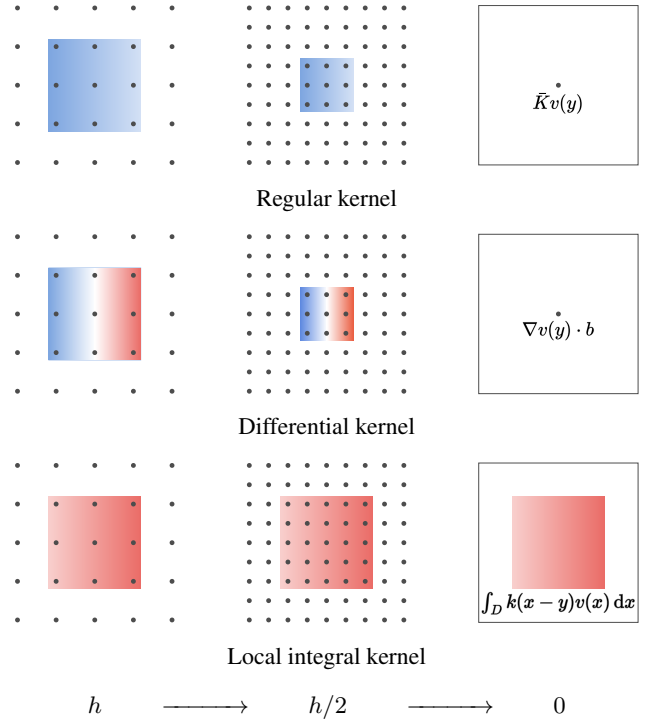 K̄v(y)
Regular kernel
∇v(y) · b
Differential kernel
∫_D k(x − y)v(x) dx
Local integral kernel
h ⟶ h/2 ⟶ 0